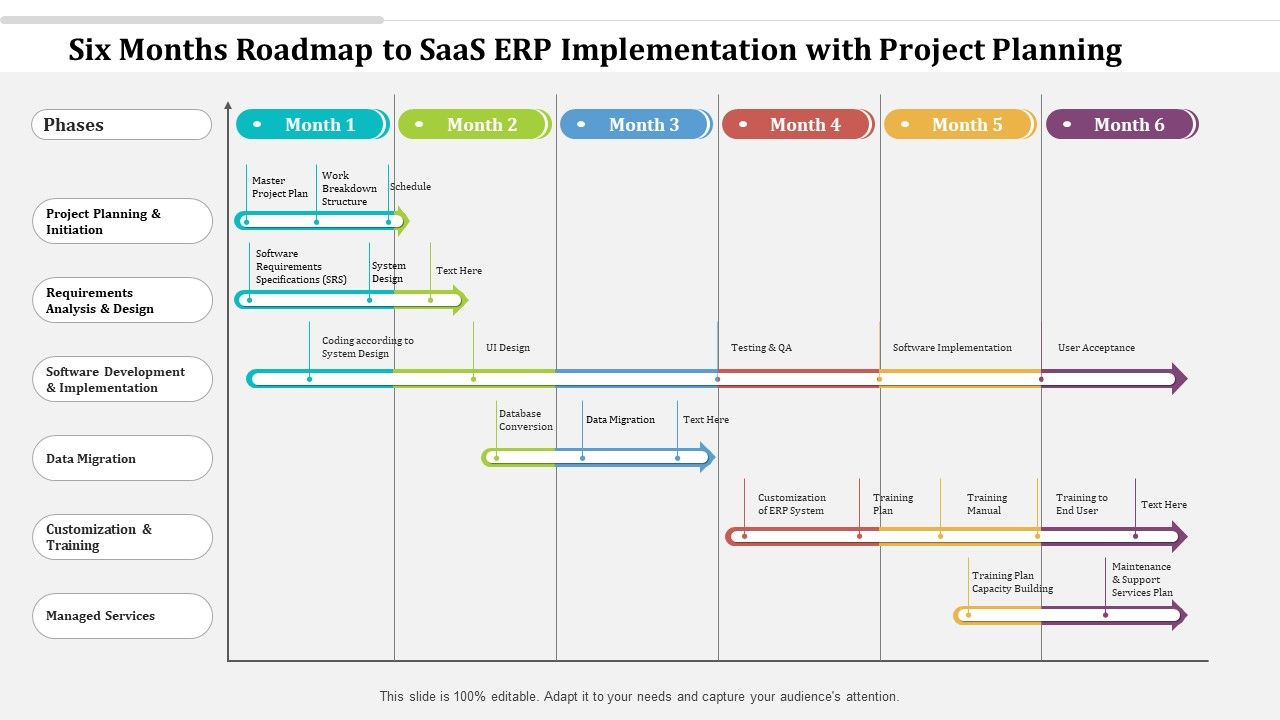 Six Months Roadmap to SaaS ERP Implementation with Project Planning
Phases
Month 1
Month 2
Month 3
Month 4
Month 5
Month 6
Project Planning &
Initiation
Master
Project Plan
Work
Breakdown
Structure
Schedule
Requirements
Analysis & Design
Software
Requirements
Specifications (SRS)
System
Design
Text Here
Software Development
& Implementation
Coding according to
System Design
UI Design
Testing & QA
Software Implementation
User Acceptance
Data Migration
Database
Conversion
Data Migration
Text Here
Customization &
Training
Customization
of ERP System
Training
Plan
Training
Manual
Training to
End User
Text Here
Managed Services
Training Plan
Capacity Building
Maintenance
& Support
Services Plan
This slide is 100% editable. Adapt it to your needs and capture your audience's attention.